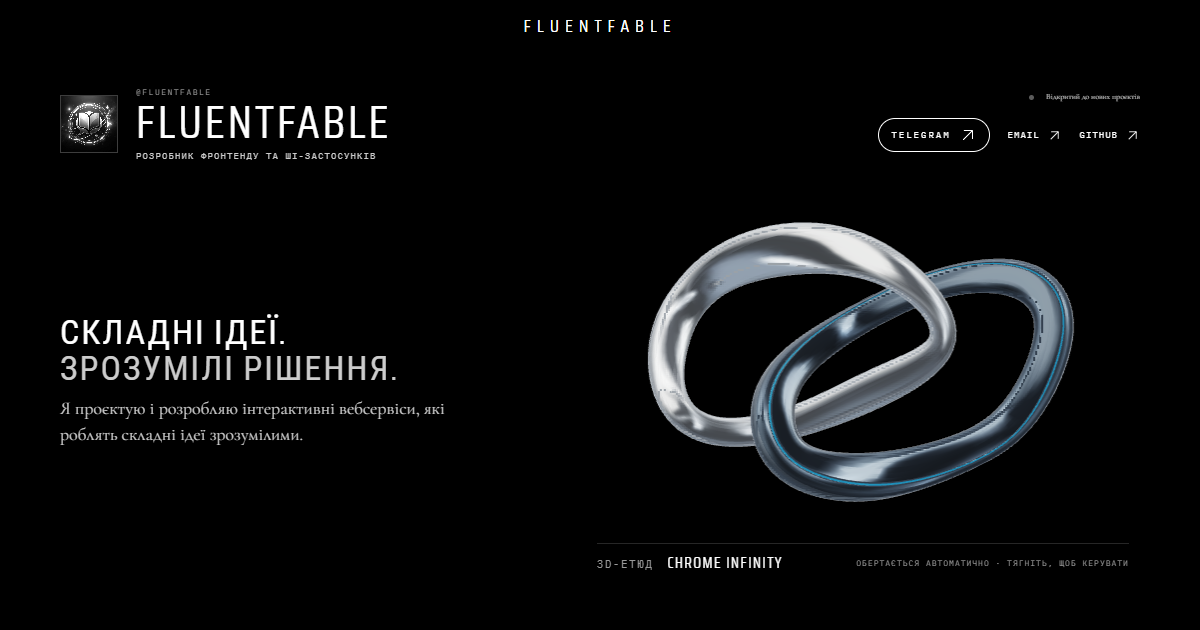 FLUENTFABLE
@FLUENTFABLE
FLUENTFABLE
РОЗРОБНИК ФРОНТЕНДУ ТА ШІ-ЗАСТОСУНКІВ
Відкритий до нових проєктів
TELEGRAM EMAIL GITHUB
СКЛАДНІ ІДЕЇ.
ЗРОЗУМІЛІ РІШЕННЯ.
Я проєктую і розробляю інтерактивні вебсервіси, які
роблять складні ідеї зрозумілими.
3D-ЕТЮД CHROME INFINITY ОБЕРТАЄТЬСЯ АВТОМАТИЧНО · ТЯГНІТЬ, ЩОБ КЕРУВАТИ